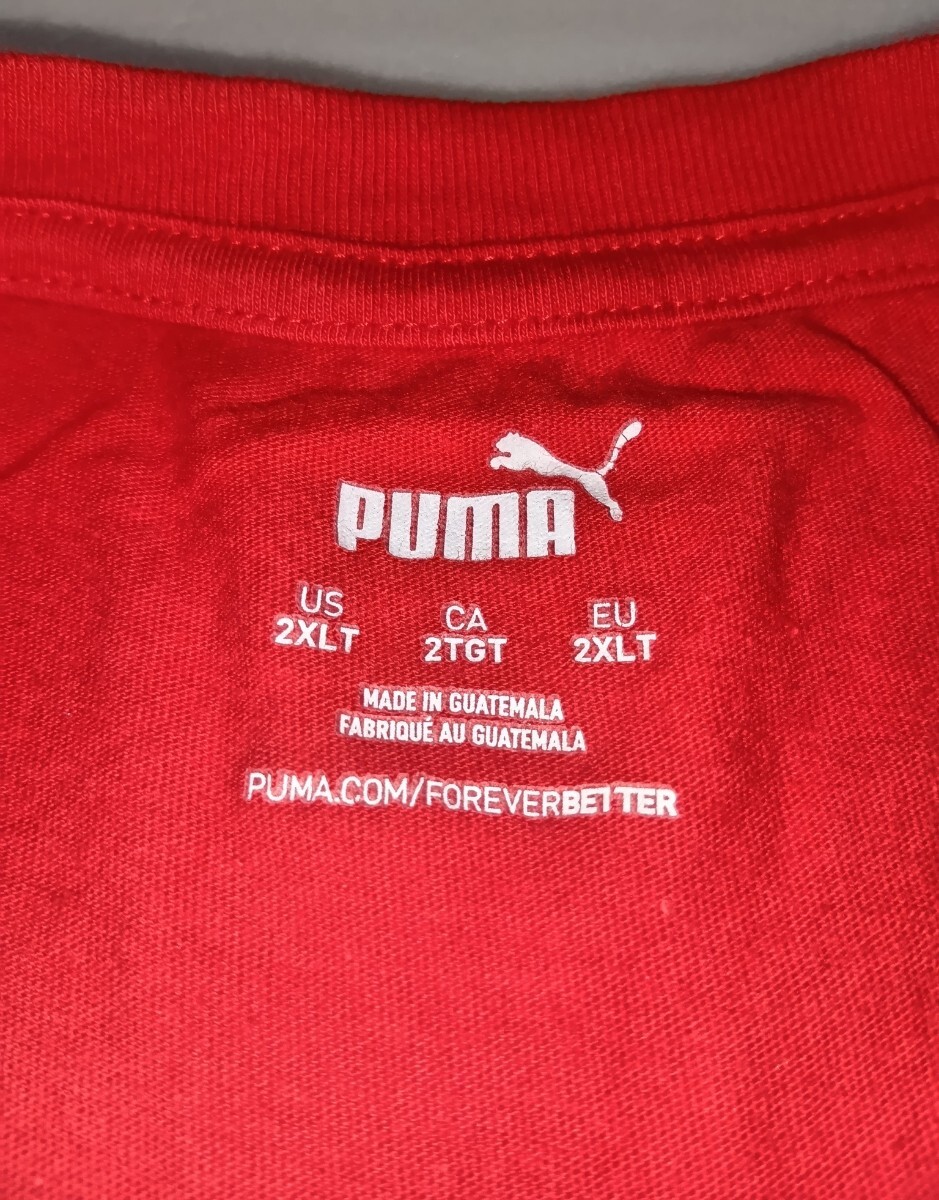 PUMA
US CA EU
2XLT 2TGT 2XLT
MADE IN GUATEMALA
FABRIQUÉ AU GUATEMALA
PUMA.COM/FOREVERBETTER